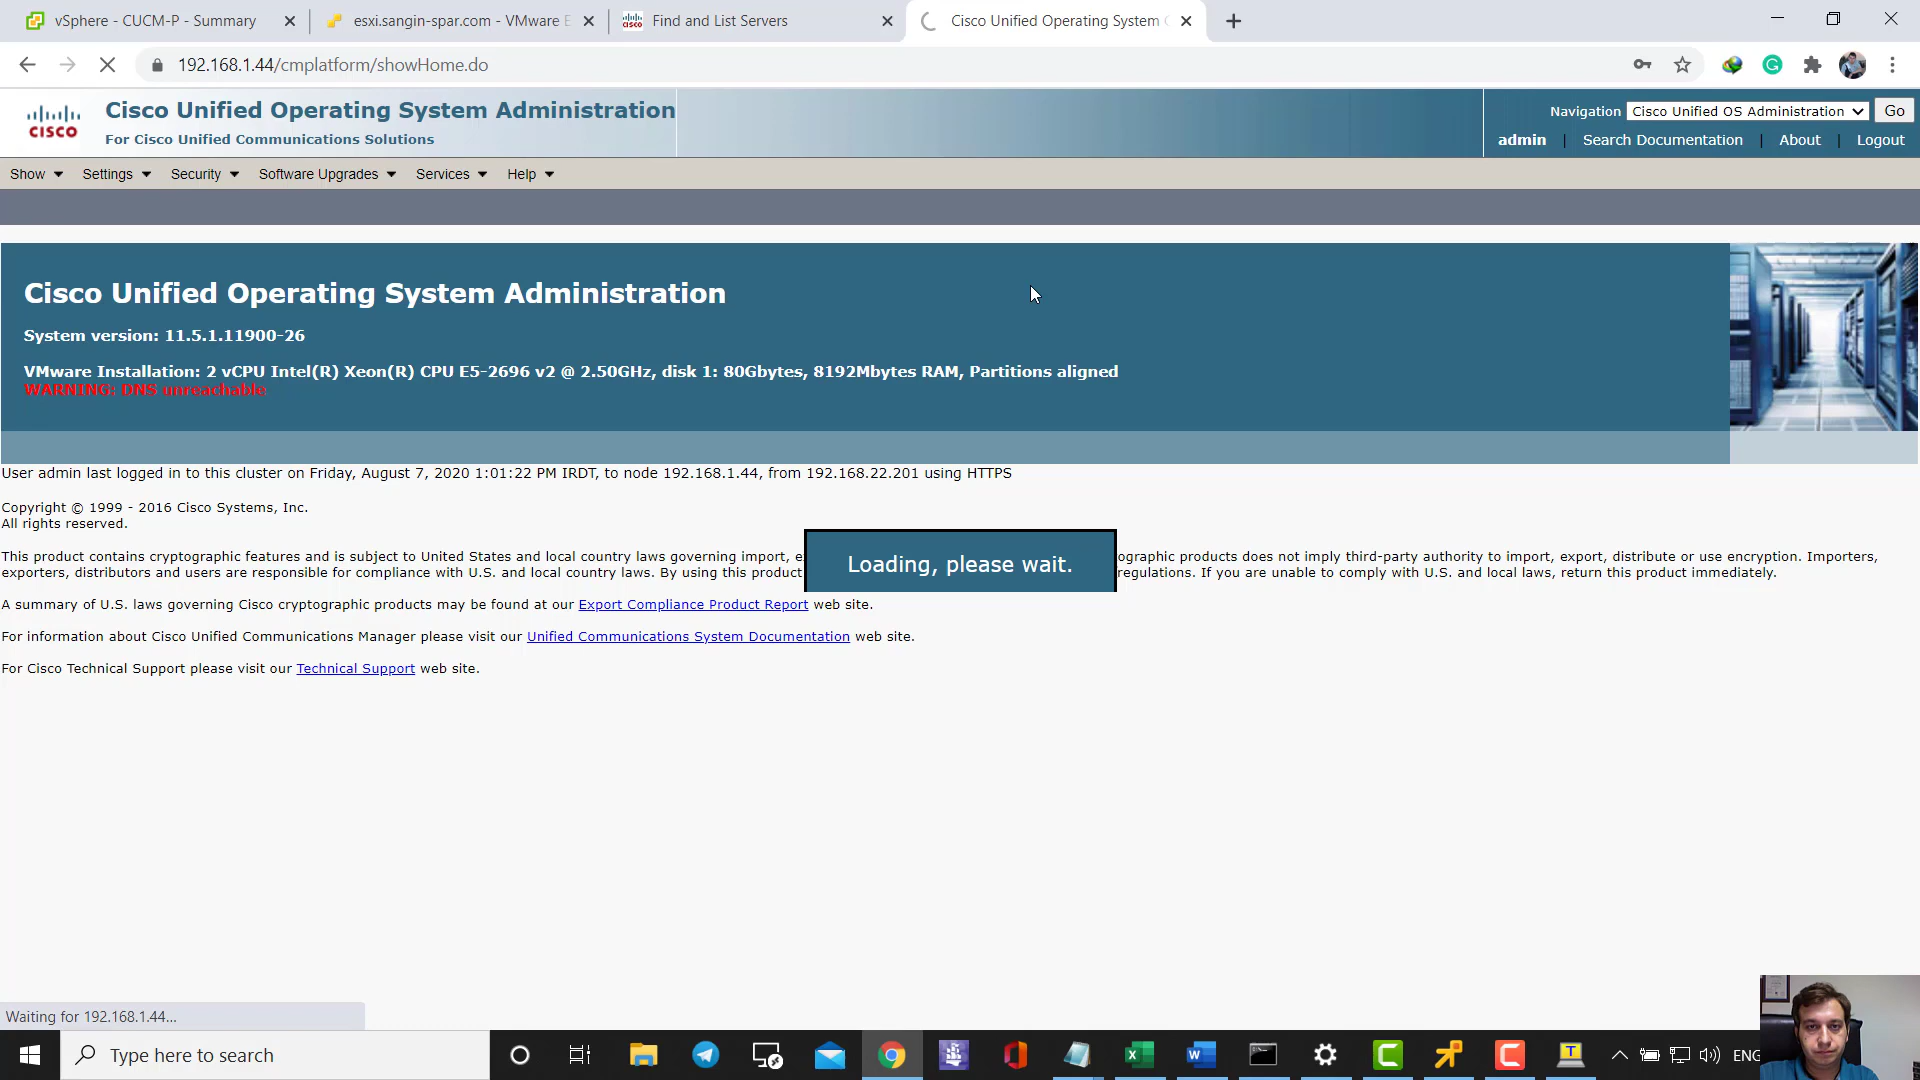 vSphere - CUCM-P - Summary
esxi.sangin-spar.com - VMware E
Find and List Servers
Cisco Unified Operating System
192.168.1.44/cmplatform/showHome.do
CISCO
Cisco Unified Operating System Administration
For Cisco Unified Communications Solutions
Navigation Cisco Unified OS Administration Go
admin | Search Documentation | About | Logout
Show Settings Security Software Upgrades Services Help
Cisco Unified Operating System Administration
System version: 11.5.1.11900-26
VMware Installation: 2 vCPU Intel(R) Xeon(R) CPU E5-2696 v2 @ 2.50GHz, disk 1: 80Gbytes, 8192Mbytes RAM, Partitions aligned
WARNING: DNS unreachable
User admin last logged in to this cluster on Friday, August 7, 2020 1:01:22 PM IRDT, to node 192.168.1.44, from 192.168.22.201 using HTTPS
Copyright © 1999 - 2016 Cisco Systems, Inc.
All rights reserved.
Loading, please wait.
This product contains cryptographic features and is subject to United States and local country laws governing import, e ographic products does not imply third-party authority to import, export, distribute or use encryption. Importers,
exporters, distributors and users are responsible for compliance with U.S. and local country laws. By using this product regulations. If you are unable to comply with U.S. and local laws, return this product immediately.
A summary of U.S. laws governing Cisco cryptographic products may be found at our Export Compliance Product Report web site.
For information about Cisco Unified Communications Manager please visit our Unified Communications System Documentation web site.
For Cisco Technical Support please visit our Technical Support web site.
Waiting for 192.168.1.44...
Type here to search
ENG